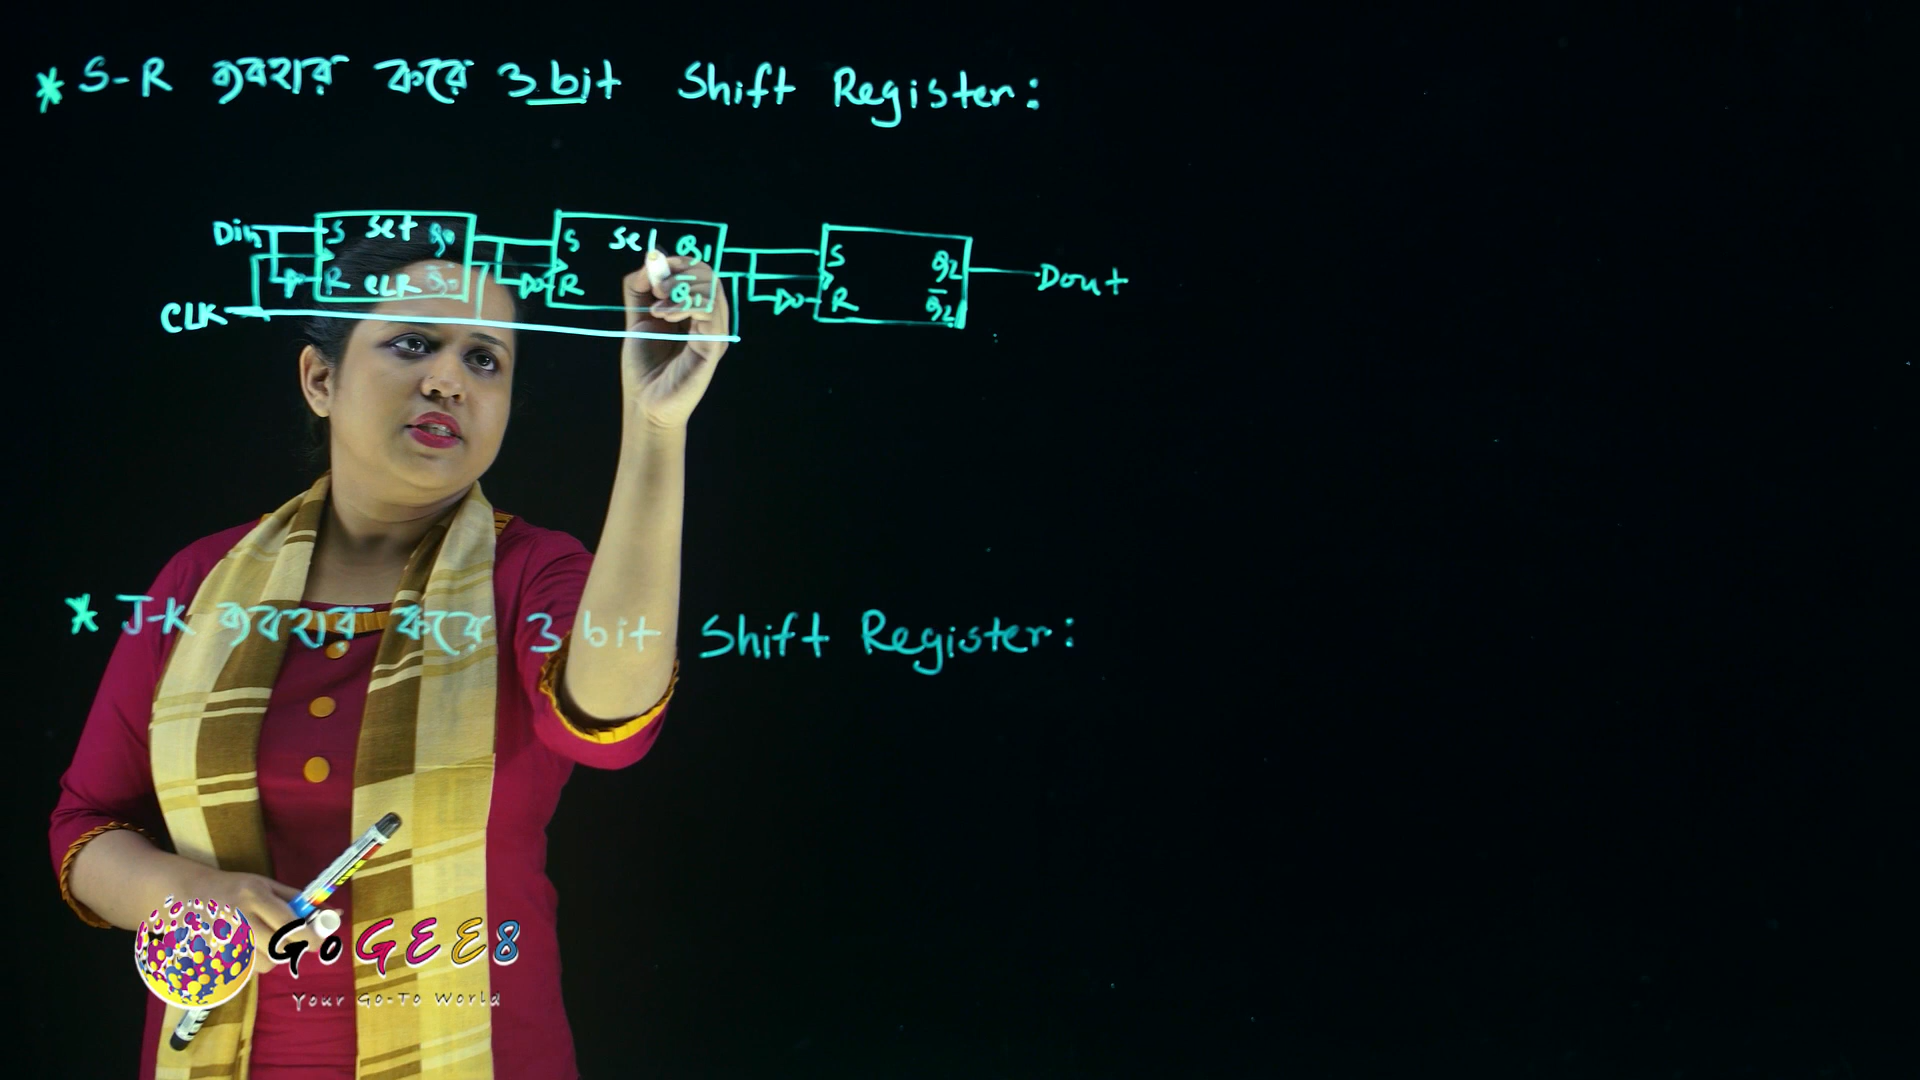 * S-R ব্যবহার করে 3 bit Shift Register:
Din S Set Q0 S Set Q1 S Q2 Dout
R CLR Q̅0 R Q̅1 R Q̅2
CLK
* J-K ব্যবহার করে 3 bit Shift Register:
GoGEE8
Your Go-To World